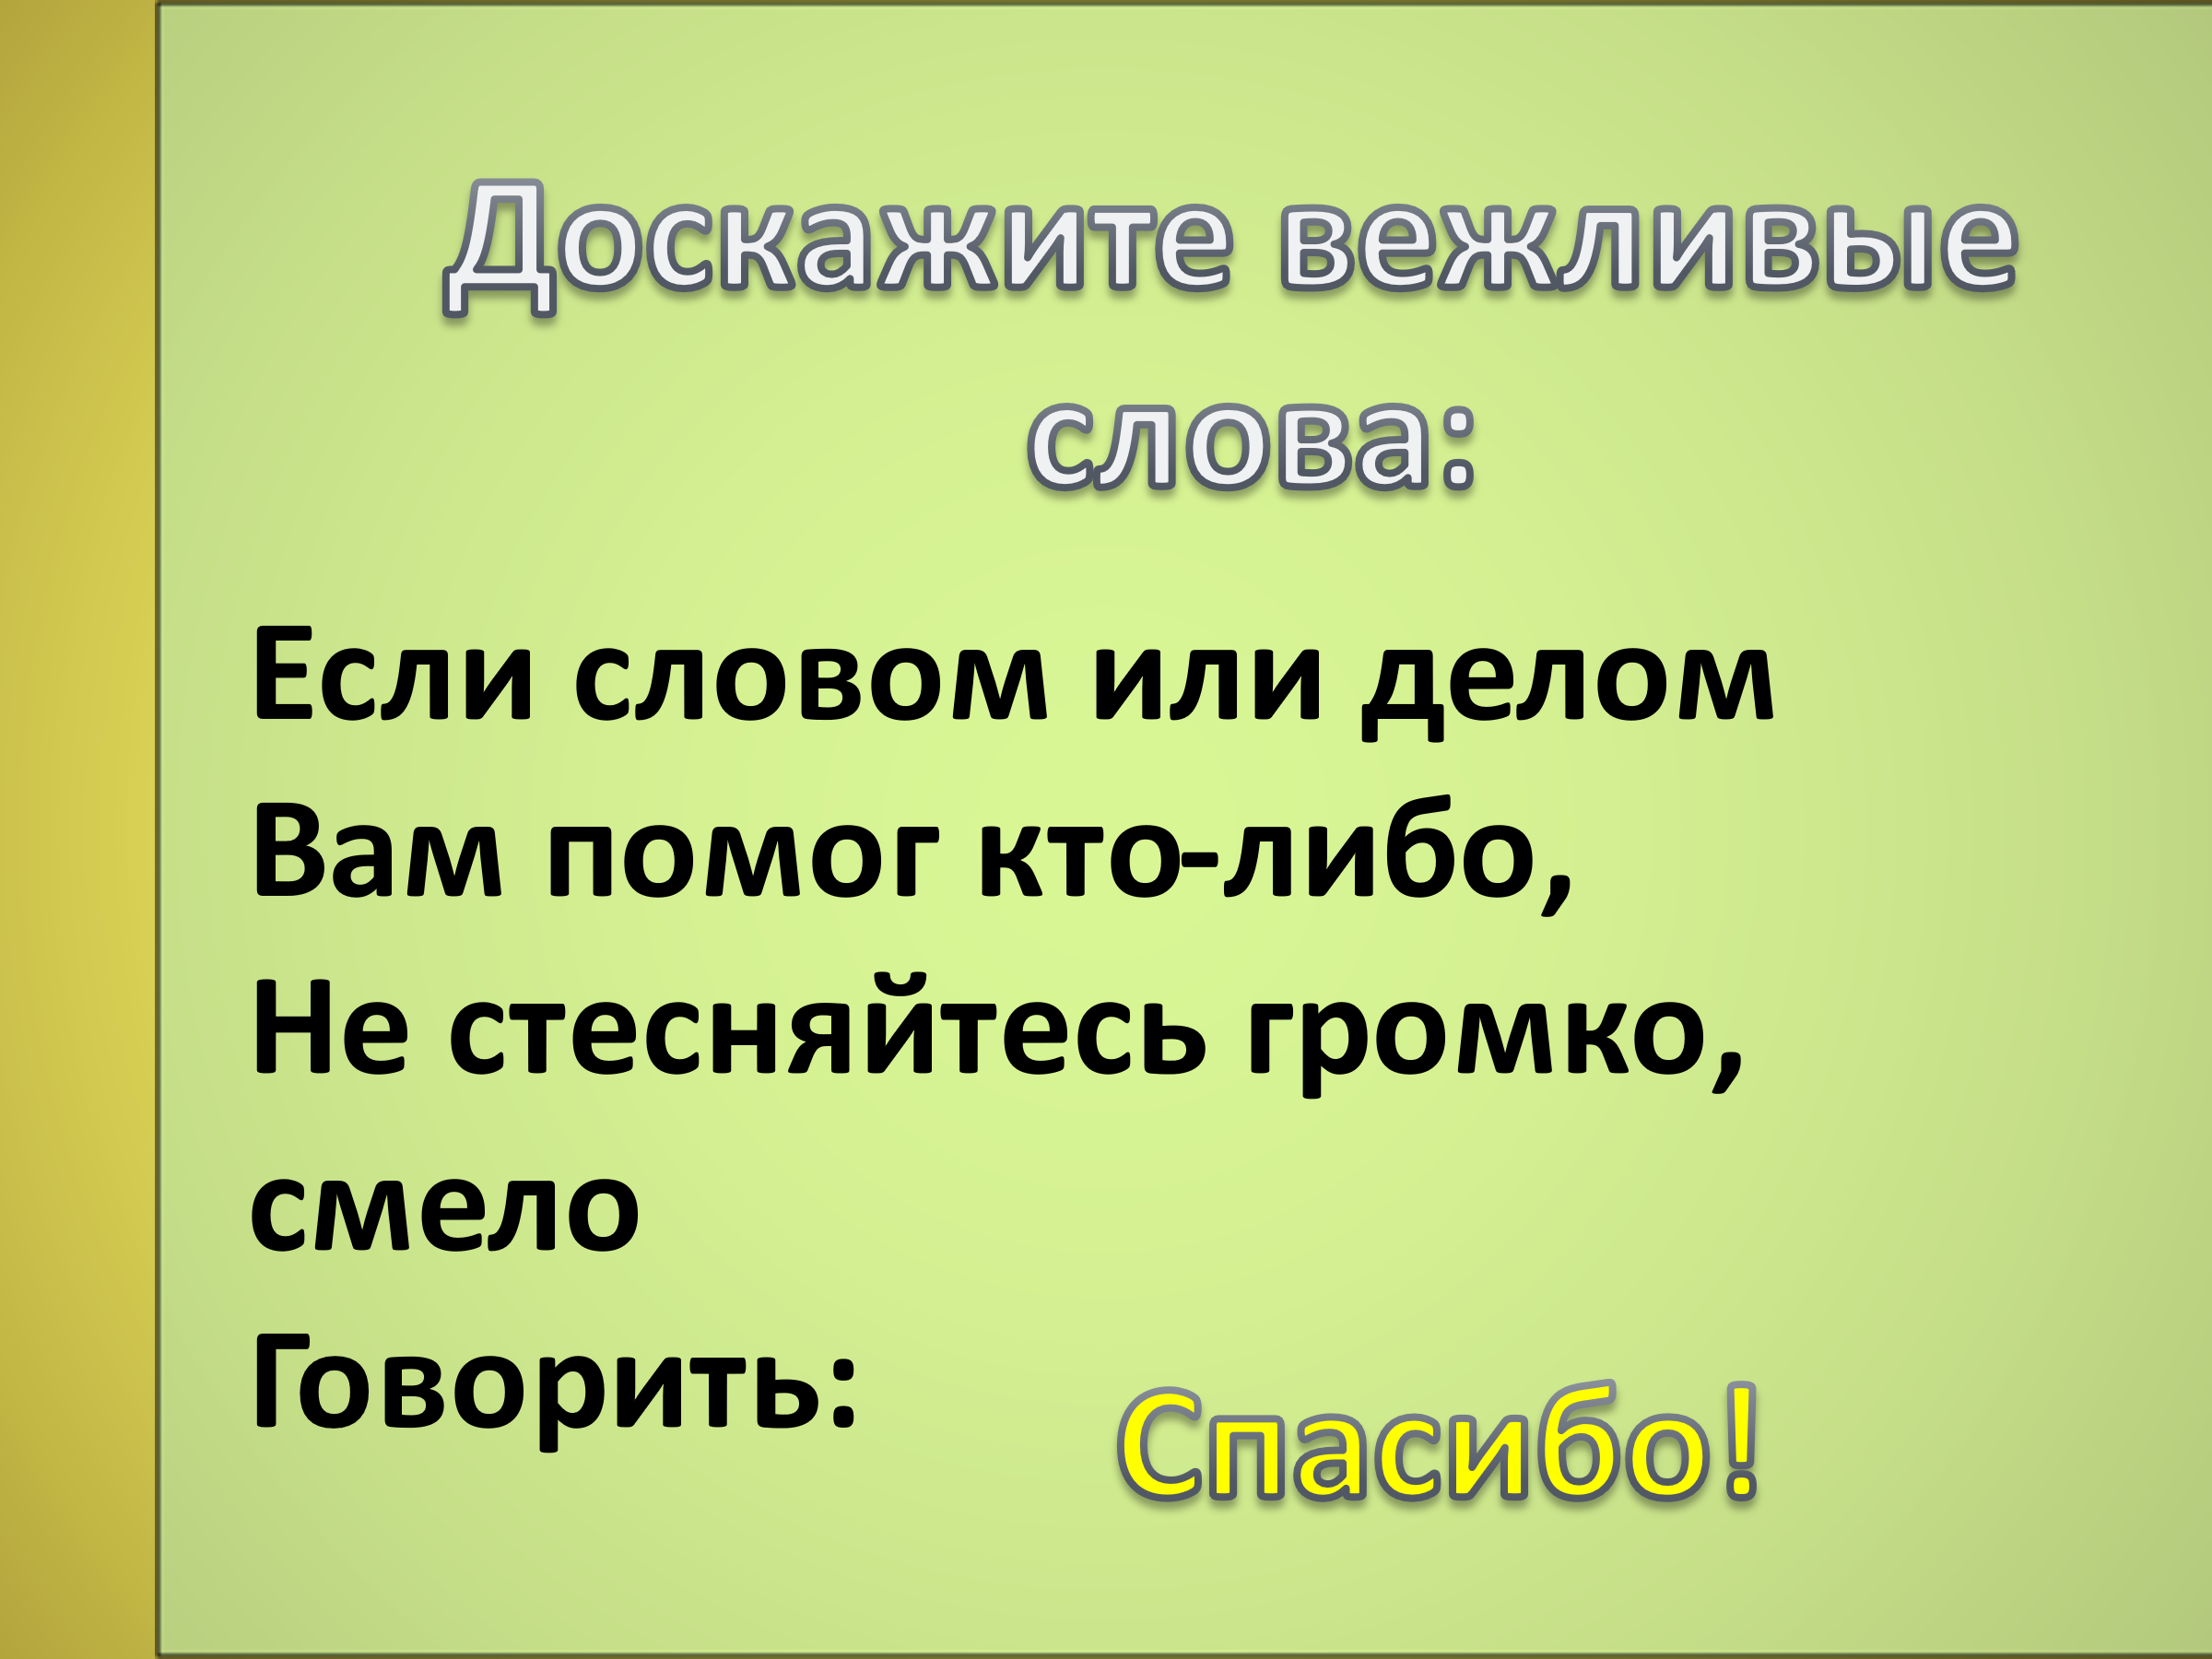 Доскажите вежливые
слова:
Если словом или делом
Вам помог кто-либо,
Не стесняйтесь громко,
смело
Говорить:
Спасибо!